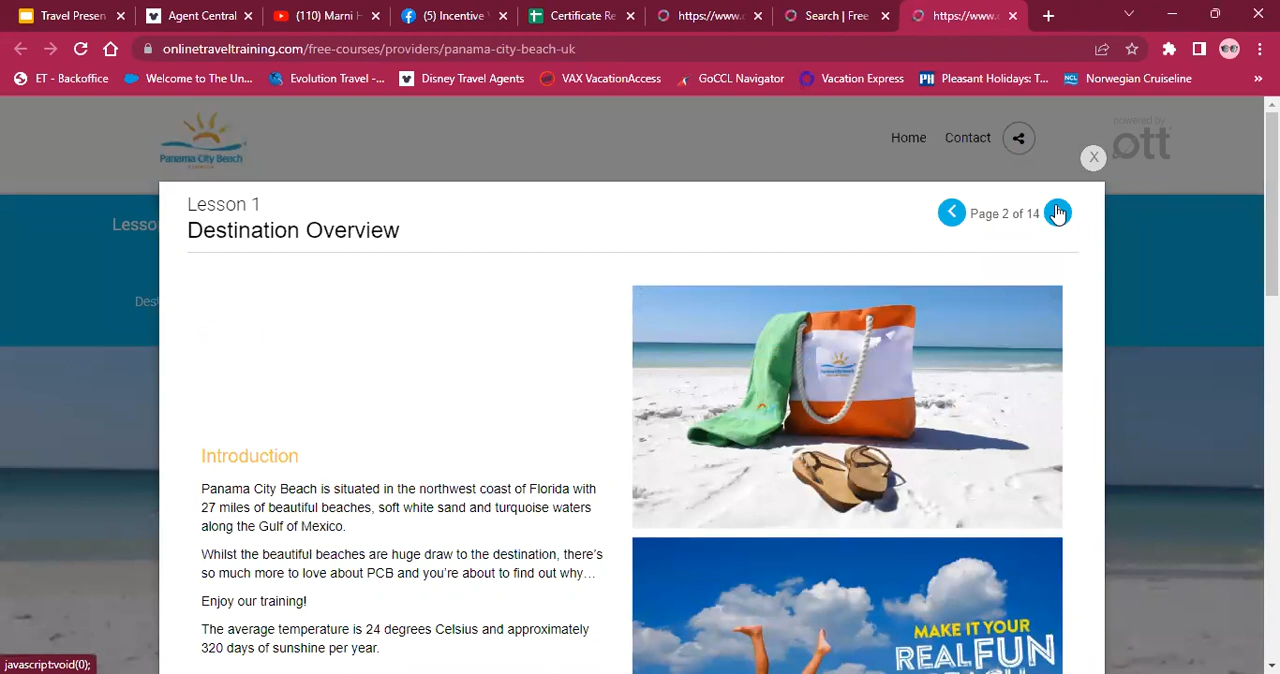 Travel Presen
Agent Central
(110) Marni H
(5) Incentive
Certificate Re
https://www.
Search | Free
https://www.
onlinetraveltraining.com/free-courses/providers/panama-city-beach-uk
ET - Backoffice
Welcome to The Un...
Evolution Travel -...
Disney Travel Agents
VAX VacationAccess
GoCCL Navigator
Vacation Express
Pleasant Holidays: T...
Norwegian Cruiseline
»
Panama City Beach
Home
Contact
powered by
ott
X
Lesso
Dest
Lesson 1
Page 2 of 14
Destination Overview
Introduction
Panama City Beach is situated in the northwest coast of Florida with
27 miles of beautiful beaches, soft white sand and turquoise waters
along the Gulf of Mexico.
Whilst the beautiful beaches are huge draw to the destination, there's
so much more to love about PCB and you're about to find out why…
Enjoy our training!
The average temperature is 24 degrees Celsius and approximately
320 days of sunshine per year.
MAKE IT YOUR
REAL FUN
javascript:void(0);